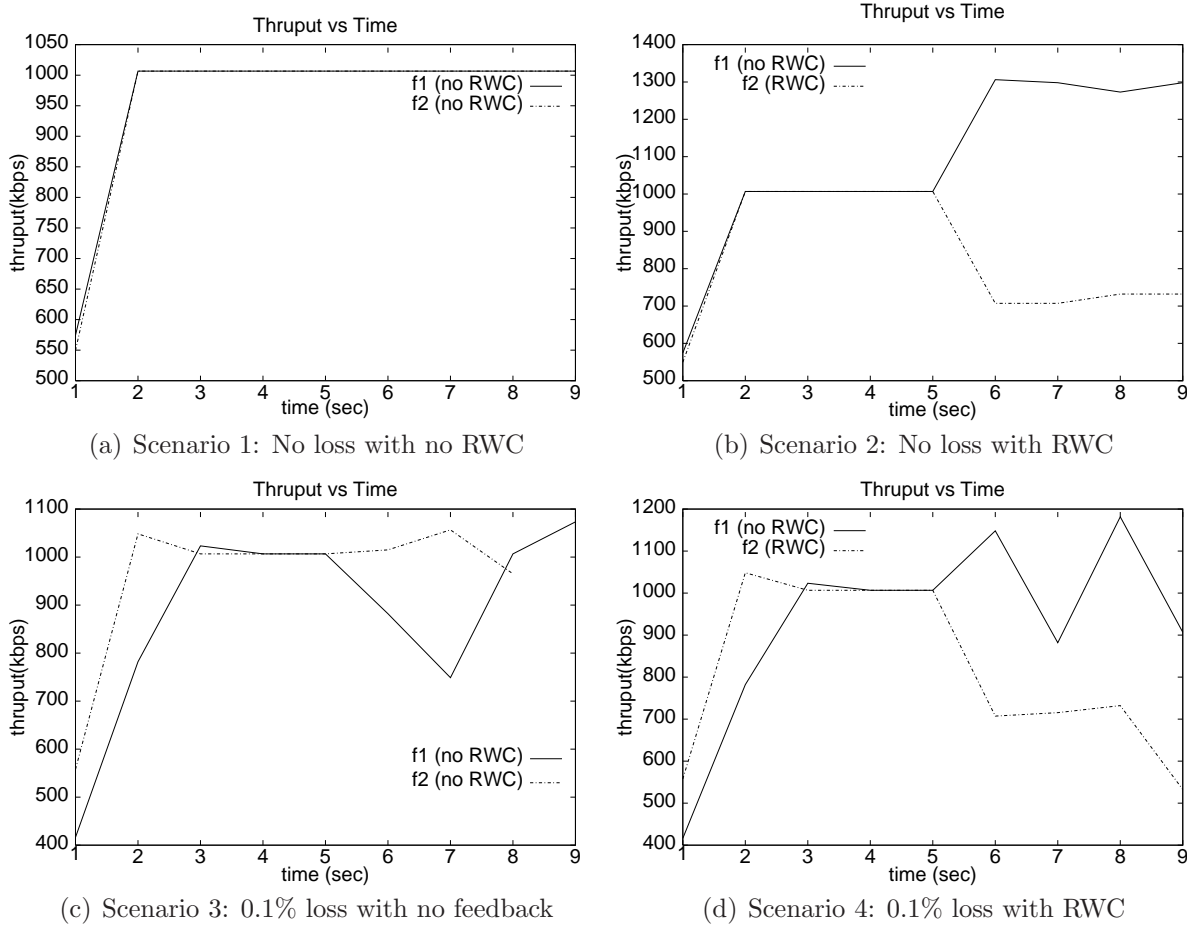 Thruput vs Time
1050
1000
950
900
850
800
750
700
650
600
550
500
thruput(kbps)
f1 (no RWC)
f2 (no RWC)
1 2 3 4 5 6 7 8 9
time (sec)
(a) Scenario 1: No loss with no RWC
Thruput vs Time
1400
1300
1200
1100
1000
900
800
700
600
500
thruput(kbps)
f1 (no RWC)
f2 (RWC)
1 2 3 4 5 6 7 8 9
time (sec)
(b) Scenario 2: No loss with RWC
Thruput vs Time
1100
1000
900
800
700
600
500
400
thruput(kbps)
f1 (no RWC)
f2 (no RWC)
1 2 3 4 5 6 7 8 9
time (sec)
(c) Scenario 3: 0.1% loss with no feedback
Thruput vs Time
1200
1100
1000
900
800
700
600
500
400
thruput(kbps)
f1 (no RWC)
f2 (RWC)
1 2 3 4 5 6 7 8 9
time (sec)
(d) Scenario 4: 0.1% loss with RWC